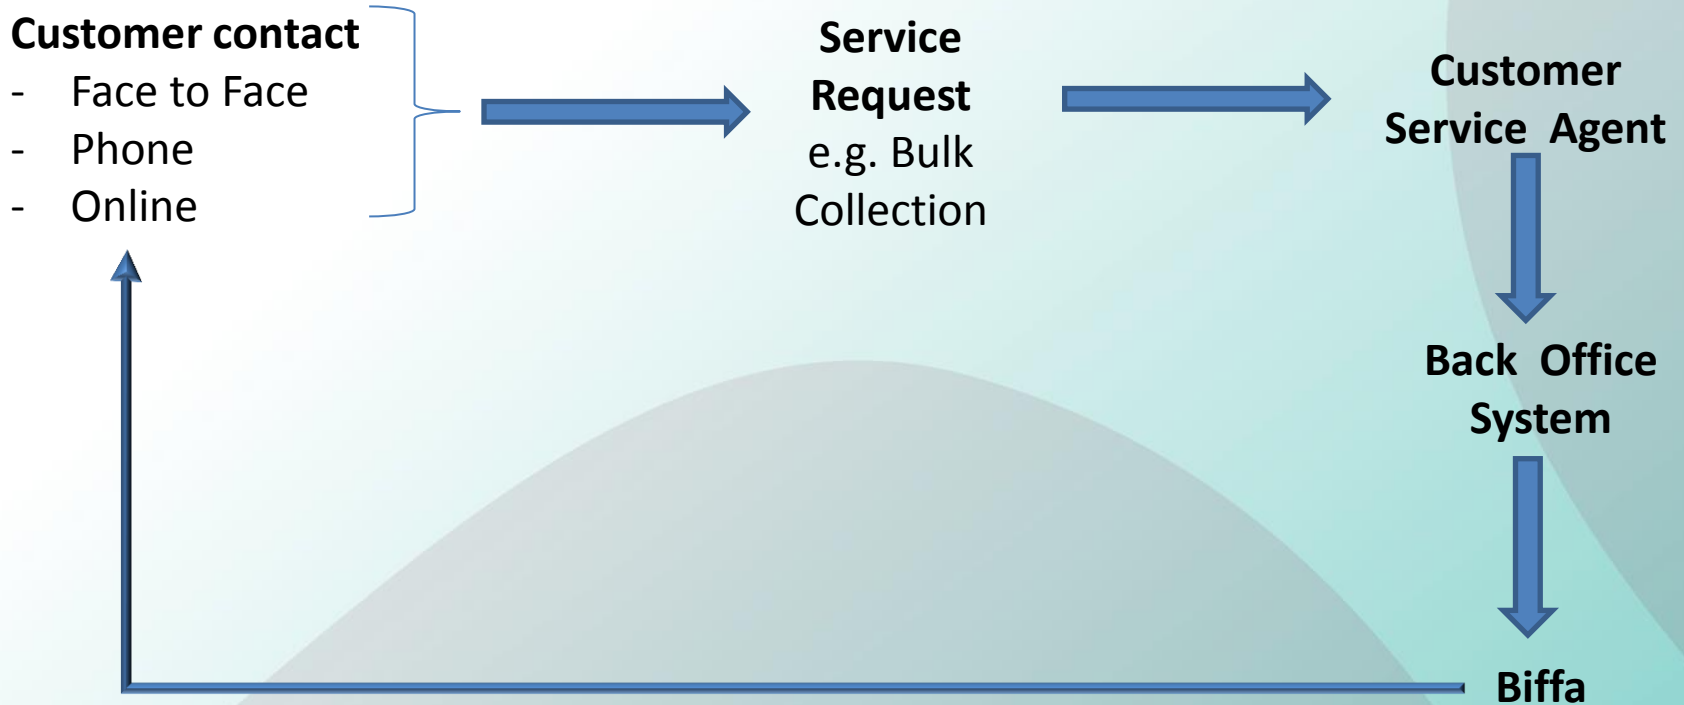 Customer contact
- Face to Face
- Phone
- Online
Service
Request
e.g. Bulk
Collection
Customer
Service Agent
Back Office
System
Biffa